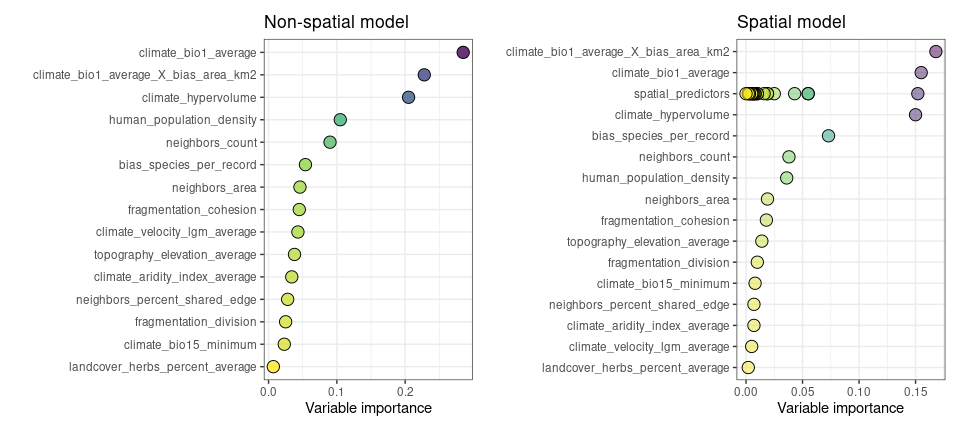 Non-spatial model
climate_bio1_average
climate_bio1_average_X_bias_area_km2
climate_hypervolume
human_population_density
neighbors_count
bias_species_per_record
neighbors_area
fragmentation_cohesion
climate_velocity_lgm_average
topography_elevation_average
climate_aridity_index_average
neighbors_percent_shared_edge
fragmentation_division
climate_bio15_minimum
landcover_herbs_percent_average
0.0 0.1 0.2
Variable importance
Spatial model
climate_bio1_average_X_bias_area_km2
climate_bio1_average
spatial_predictors
climate_hypervolume
bias_species_per_record
neighbors_count
human_population_density
neighbors_area
fragmentation_cohesion
topography_elevation_average
fragmentation_division
climate_bio15_minimum
neighbors_percent_shared_edge
climate_aridity_index_average
climate_velocity_lgm_average
landcover_herbs_percent_average
0.00 0.05 0.10 0.15
Variable importance